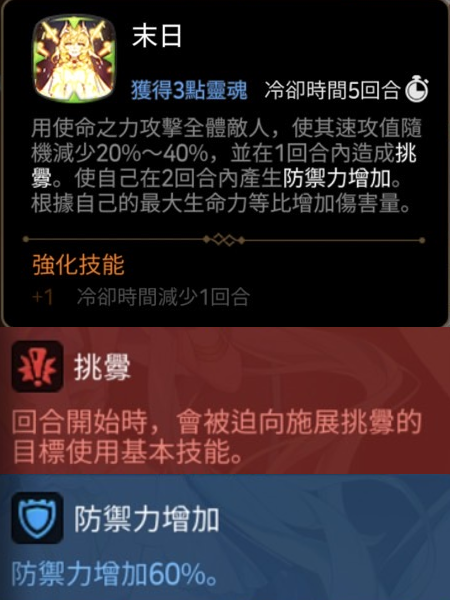 末日
獲得3點靈魂 冷卻時間5回合
用使命之力攻擊全體敵人，使其速攻值隨
機減少20%～40%，並在1回合內造成挑
釁。使自己在2回合內產生防禦力增加。
根據自己的最大生命力等比增加傷害量。
強化技能
+1 冷卻時間減少1回合
挑釁
回合開始時，會被迫向施展挑釁的
目標使用基本技能。
防禦力增加
防禦力增加60%。